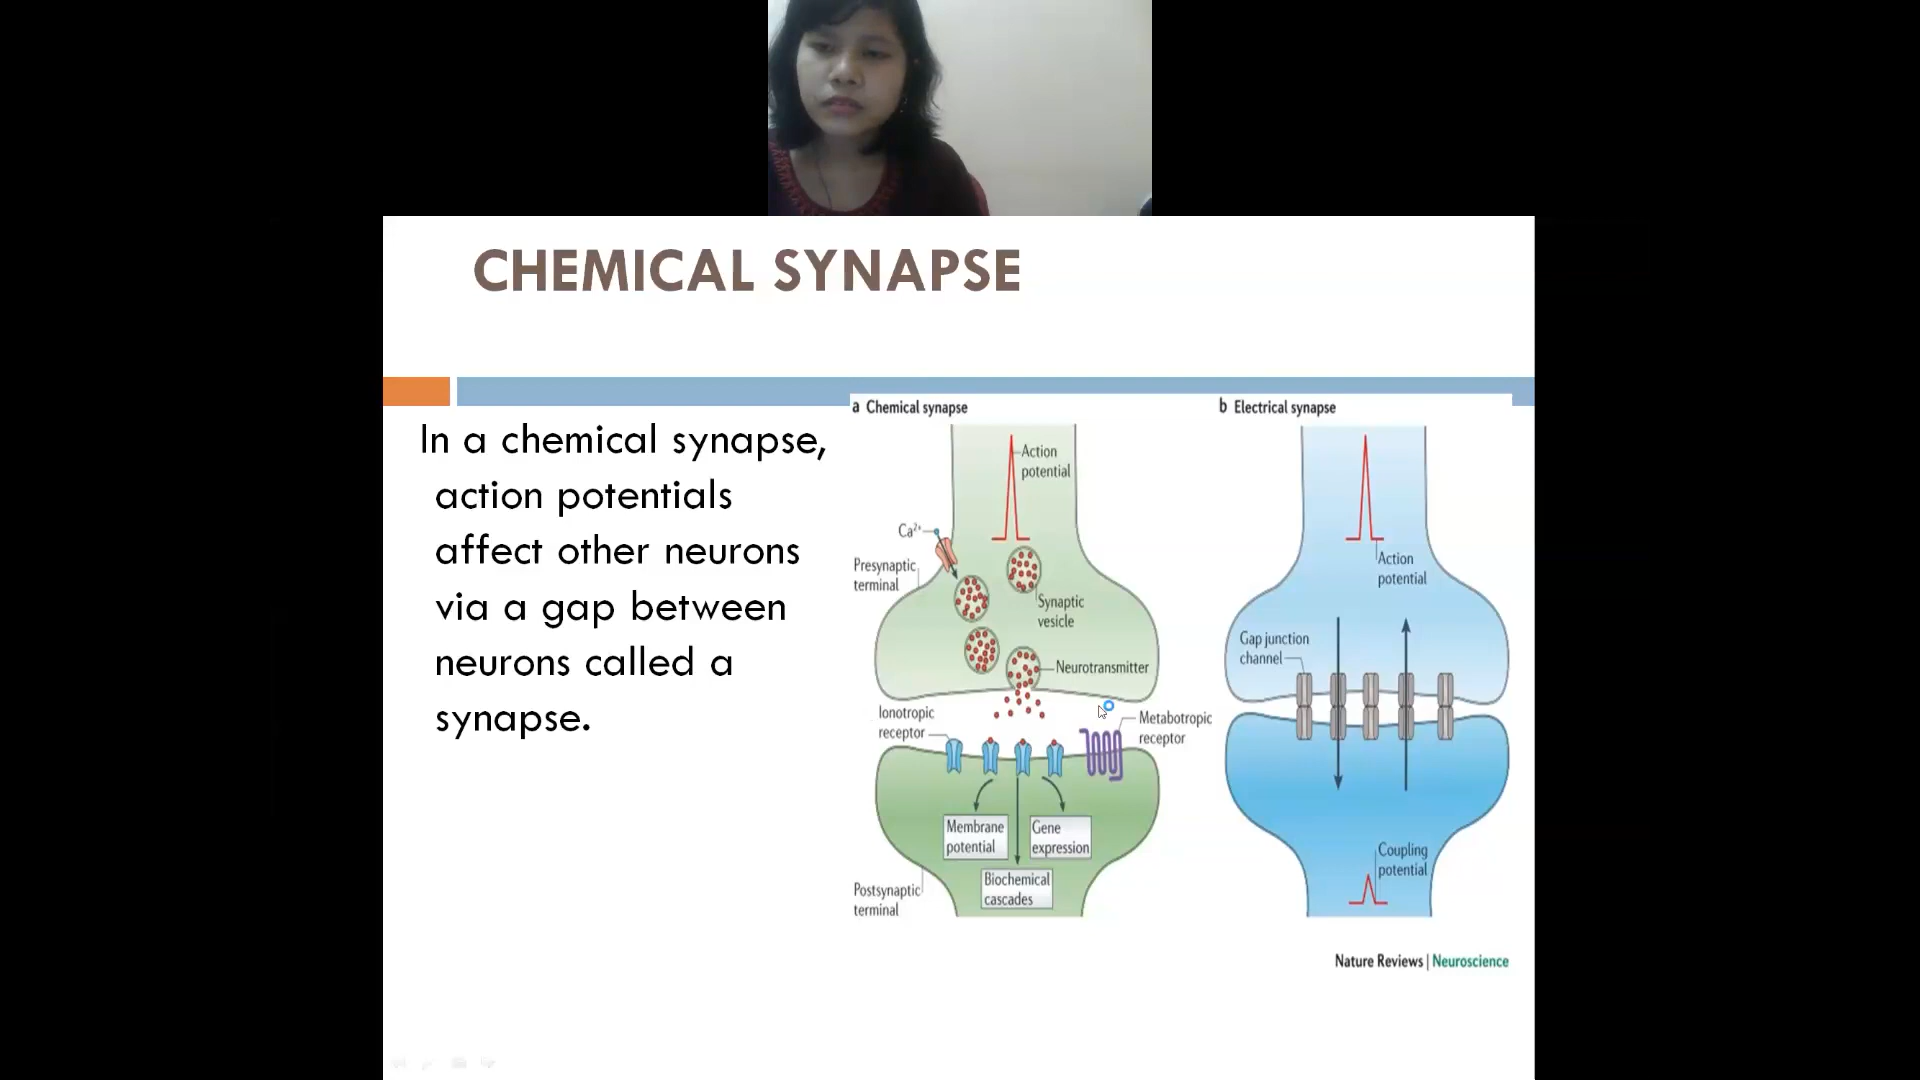 CHEMICAL SYNAPSE
In a chemical synapse,
action potentials
affect other neurons
via a gap between
neurons called a
synapse.
a Chemical synapse
Action
potential
Ca²⁺
Presynaptic
terminal
Synaptic
vesicle
Neurotransmitter
Ionotropic
receptor
Metabotropic
receptor
Membrane
potential
Gene
expression
Biochemical
cascades
Postsynaptic
terminal
b Electrical synapse
Action
potential
Gap junction
channel
Coupling
potential
Nature Reviews | Neuroscience